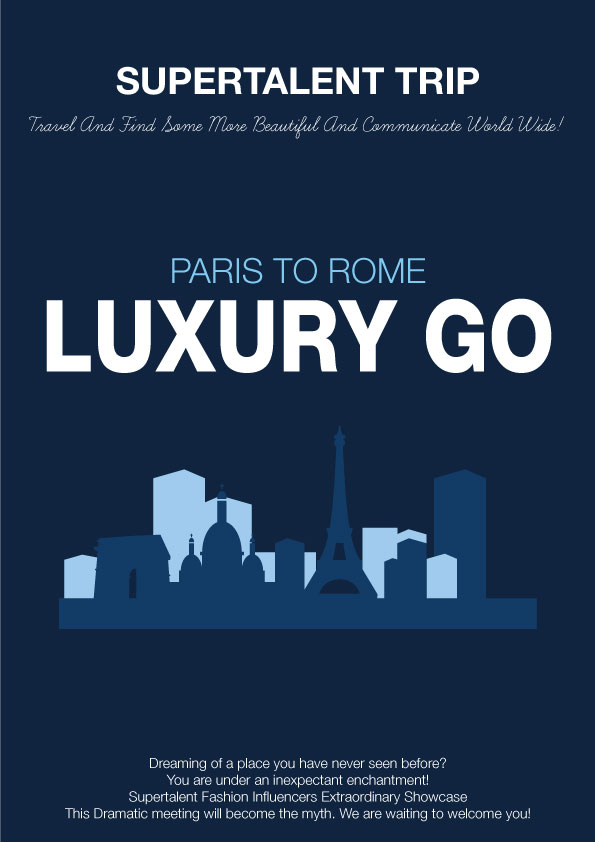 SUPERTALENT TRIP
Travel And Find Some More Beautiful And Communicate World Wide!
PARIS TO ROME
LUXURY GO
Dreaming of a place you have never seen before?
You are under an inexpectant enchantment!
Supertalent Fashion Influencers Extraordinary Showcase
This Dramatic meeting will become the myth. We are waiting to welcome you!